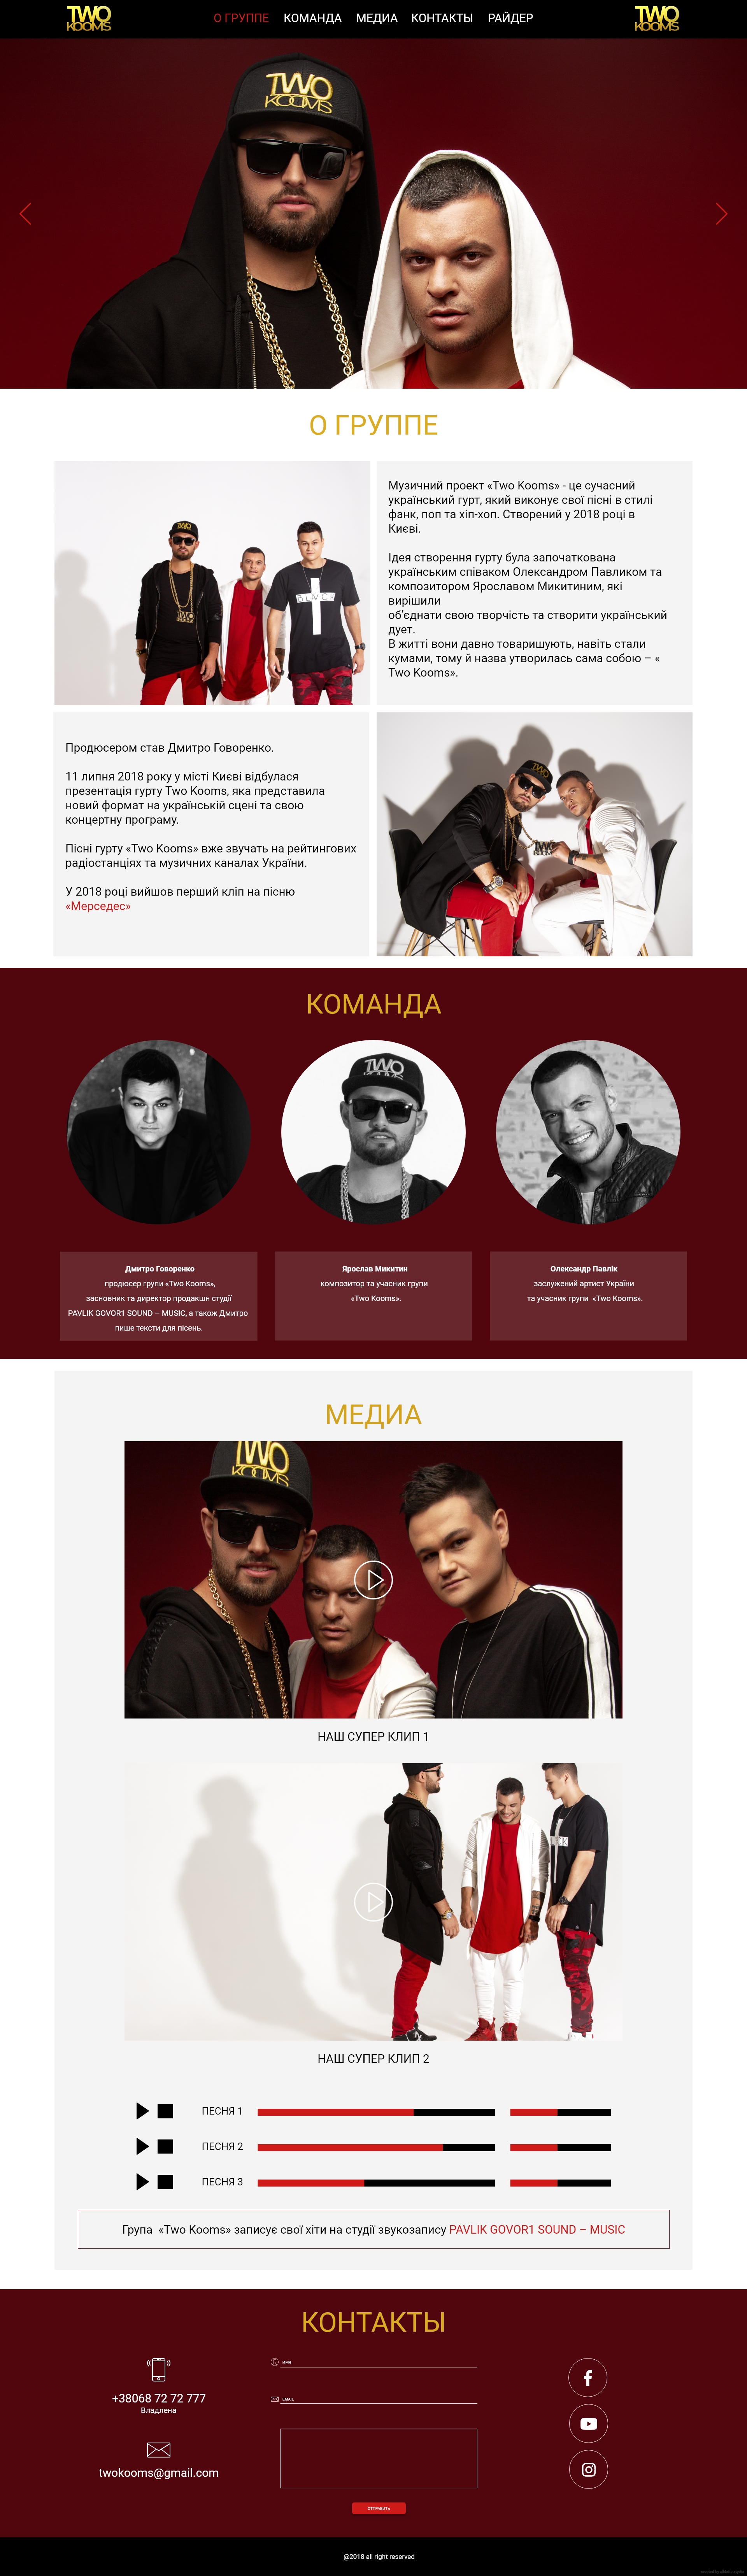 TWO
KOOMS
О ГРУППЕ КОМАНДА МЕДИА КОНТАКТЫ РАЙДЕР
TWO
KOOMS
TWO
KOOMS
О ГРУППЕ
Музичний проект «Two Kooms» - це сучасний
український гурт, який виконує свої пісні в стилі
фанк, поп та хіп-хоп. Створений у 2018 році в
Києві.
Ідея створення гурту була започаткована
українським співаком Олександром Павликом та
композитором Ярославом Микитиним, які
вирішили
об'єднати свою творчість та створити український
дует.
В житті вони давно товаришують, навіть стали
кумами, тому й назва утворилась сама собою – «
Two Kooms».
Продюсером став Дмитро Говоренко.
11 липня 2018 року у місті Києві відбулася
презентація гурту Two Kooms, яка представила
новий формат на українській сцені та свою
концертну програму.
Пісні гурту «Two Kooms» вже звучать на рейтингових
радіостанціях та музичних каналах України.
У 2018 році вийшов перший кліп на пісню
«Мерседес»
КОМАНДА
TWO
KOOMS
Дмитро Говоренко
продюсер групи «Two Kooms»,
засновник та директор продакшн студії
PAVLIK GOVOR1 SOUND – MUSIC, а також Дмитро
пише тексти для пісень.
Ярослав Микитин
композитор та учасник групи
«Two Kooms».
Олександр Павлік
заслужений артист України
та учасник групи «Two Kooms».
МЕДИА
TWO
KOOMS
НАШ СУПЕР КЛИП 1
НАШ СУПЕР КЛИП 2
ПЕСНЯ 1
ПЕСНЯ 2
ПЕСНЯ 3
Група «Two Kooms» записує свої хіти на студії звукозапису PAVLIK GOVOR1 SOUND – MUSIC
КОНТАКТЫ
+38068 72 72 777
Владлена
twokooms@gmail.com
ИМЯ
EMAIL
ОТПРАВИТЬ
@2018 all right reserved